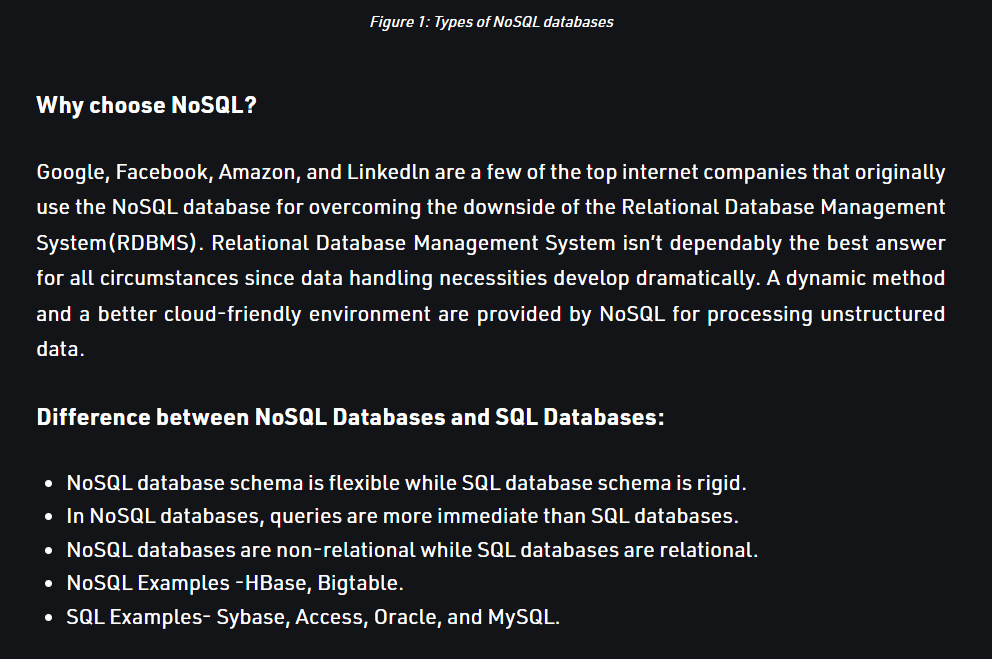 Figure 1: Types of NoSQL databases
Why choose NoSQL?
Google, Facebook, Amazon, and LinkedIn are a few of the top internet companies that originally
use the NoSQL database for overcoming the downside of the Relational Database Management
System(RDBMS). Relational Database Management System isn't dependably the best answer
for all circumstances since data handling necessities develop dramatically. A dynamic method
and a better cloud-friendly environment are provided by NoSQL for processing unstructured
data.
Difference between NoSQL Databases and SQL Databases:
• NoSQL database schema is flexible while SQL database schema is rigid.
• In NoSQL databases, queries are more immediate than SQL databases.
• NoSQL databases are non-relational while SQL databases are relational.
• NoSQL Examples -HBase, Bigtable.
• SQL Examples- Sybase, Access, Oracle, and MySQL.